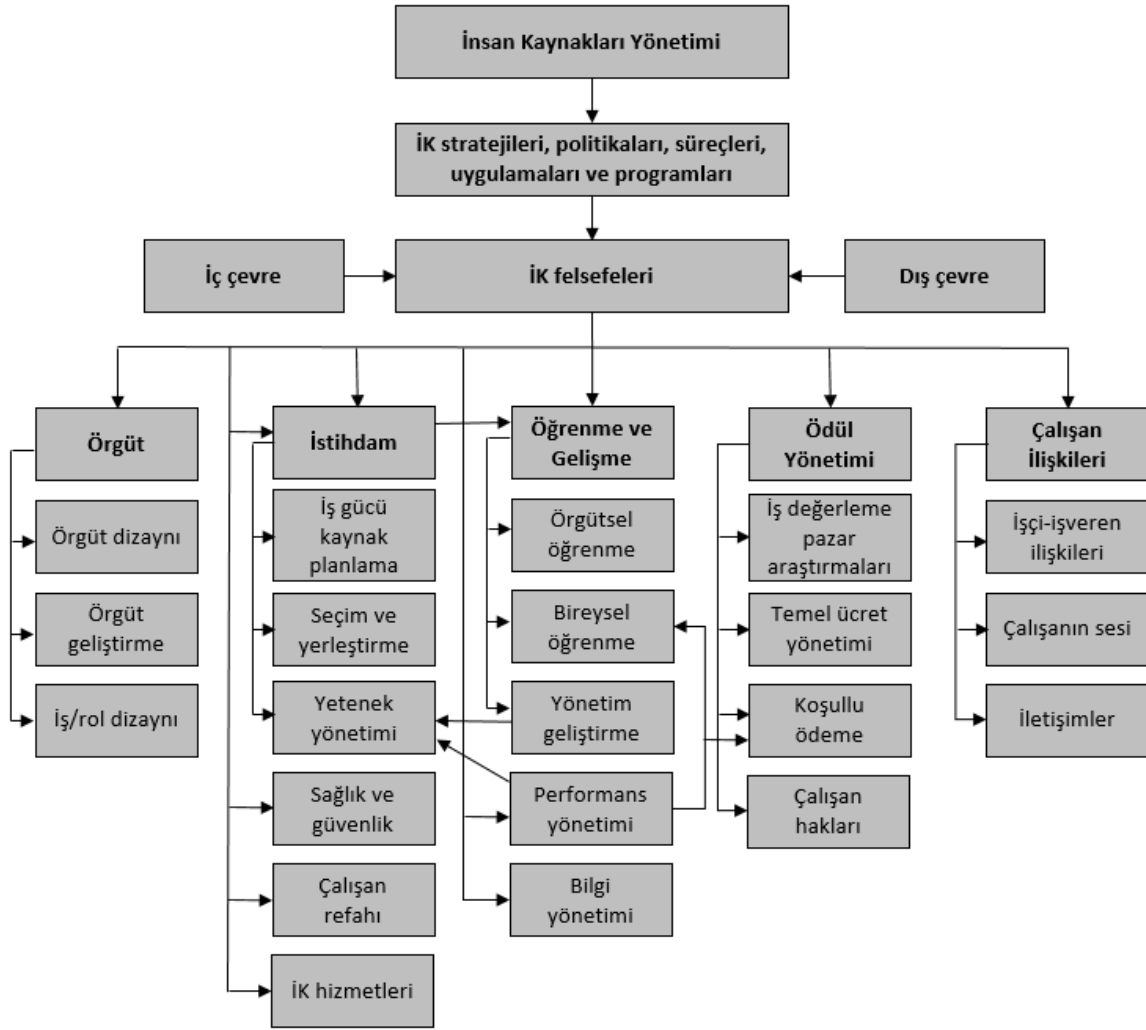 İnsan Kaynakları Yönetimi
İK stratejileri, politikaları, süreçleri,
uygulamaları ve programları
İç çevre
İK felsefeleri
Dış çevre
Örgüt
Örgüt dizaynı
Örgüt
geliştirme
İş/rol dizaynı
İstihdam
İş gücü
kaynak
planlama
Seçim ve
yerleştirme
Yetenek
yönetimi
Sağlık ve
güvenlik
Çalışan
refahı
İK hizmetleri
Öğrenme ve
Gelişme
Örgütsel
öğrenme
Bireysel
öğrenme
Yönetim
geliştirme
Performans
yönetimi
Bilgi
yönetimi
Ödül
Yönetimi
İş değerleme
pazar
araştırmaları
Temel ücret
yönetimi
Koşullu
ödeme
Çalışan
hakları
Çalışan
İlişkileri
İşçi-işveren
ilişkileri
Çalışanın sesi
İletişimler